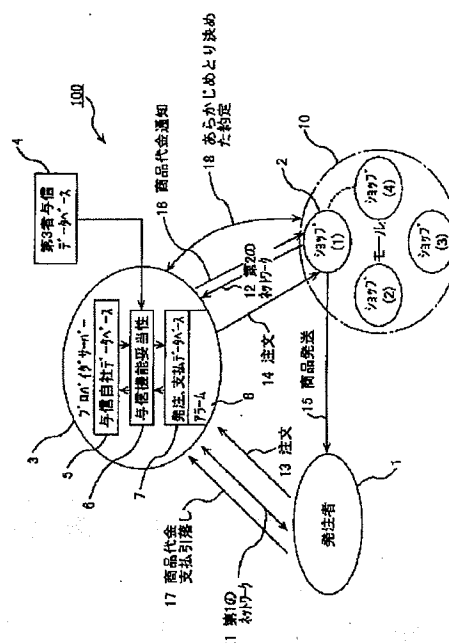 100
4
第3者与信
データベース
3
プロバイダサーバー
5
与信自社データベース
6
与信機能妥当性
7
発注、支払データベース
アラーム
8
16 商品代金通知
18 あらかじめとり決め
た約定
12 第2の
ネットワーク
14 注文
10
2
ショップ
(1)
ショップ
(4)
モール
ショップ
(2)
ショップ
(3)
15 商品発送
13 注文
17 商品代金
支払引落し
11 第1の
ネットワーク
発注者
1